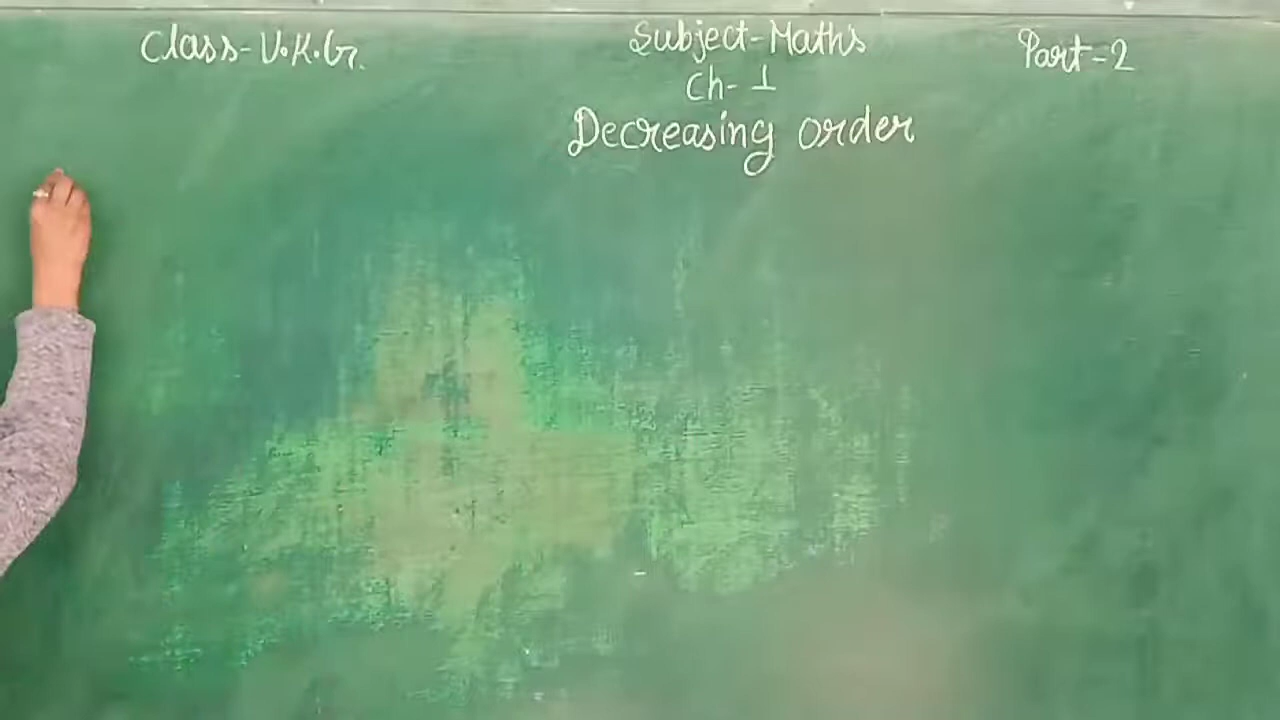 Class-U.K.G.
Subject-Maths
Part-2
Ch-1
Decreasing order